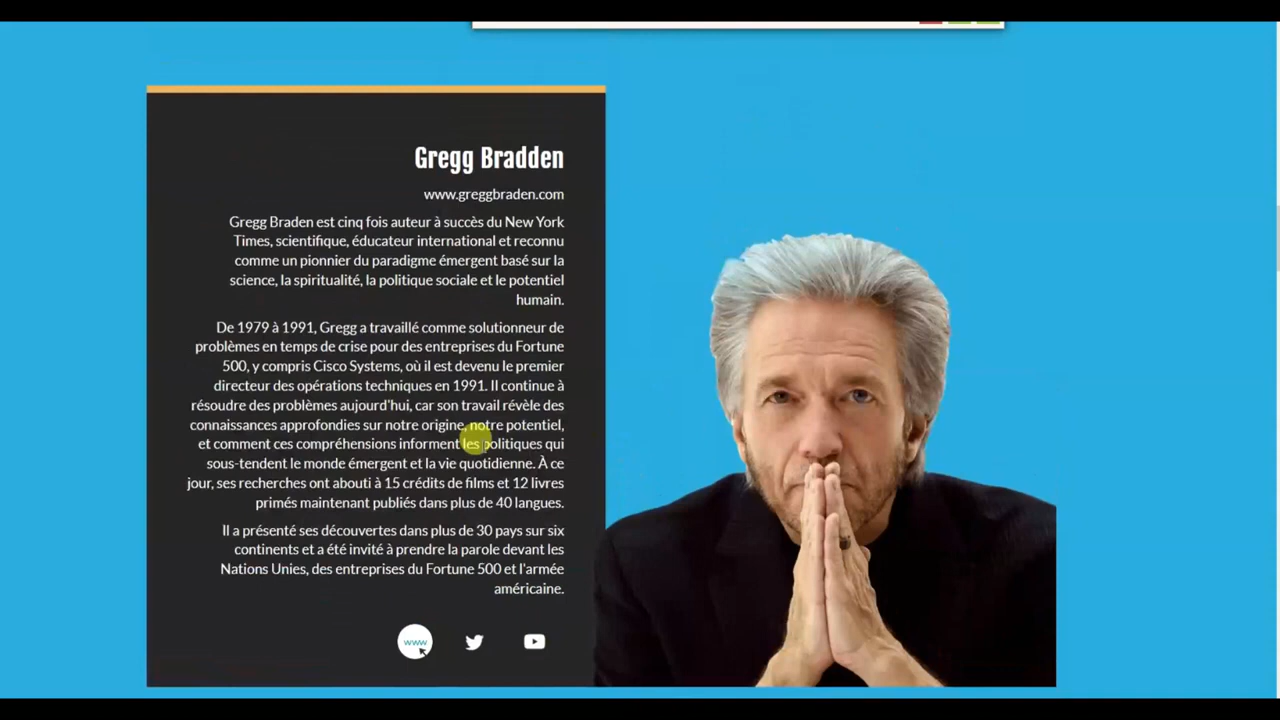 Gregg Bradden
www.greggbraden.com
Gregg Braden est cinq fois auteur à succès du New York
Times, scientifique, éducateur international et reconnu
comme un pionnier du paradigme émergent basé sur la
science, la spiritualité, la politique sociale et le potentiel
humain.
De 1979 à 1991, Gregg a travaillé comme solutionneur de
problèmes en temps de crise pour des entreprises du Fortune
500, y compris Cisco Systems, où il est devenu le premier
directeur des opérations techniques en 1991. Il continue à
résoudre des problèmes aujourd'hui, car son travail révèle des
connaissances approfondies sur notre origine, notre potentiel,
et comment ces compréhensions informent les politiques qui
sous-tendent le monde émergent et la vie quotidienne. À ce
jour, ses recherches ont abouti à 15 crédits de films et 12 livres
primés maintenant publiés dans plus de 40 langues.
Il a présenté ses découvertes dans plus de 30 pays sur six
continents et a été invité à prendre la parole devant les
Nations Unies, des entreprises du Fortune 500 et l'armée
américaine.
www